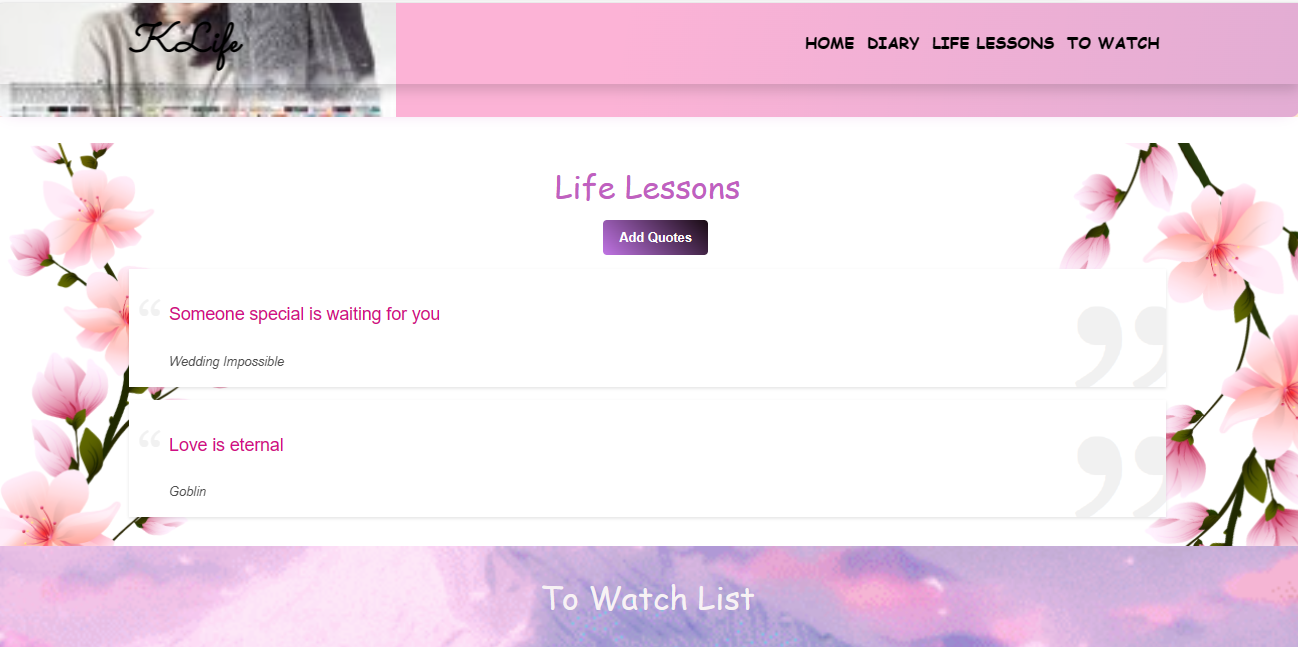 KLife
HOME DIARY LIFE LESSONS TO WATCH
Life Lessons
Add Quotes
“ Someone special is waiting for you ”
Wedding Impossible
“ Love is eternal ”
Goblin
To Watch List